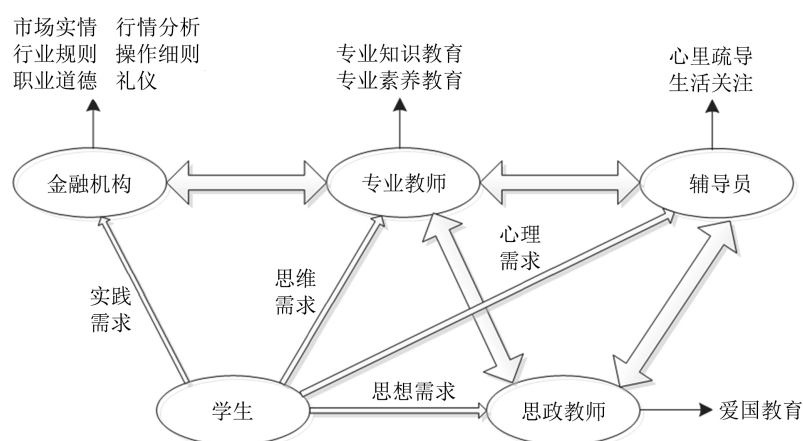 市场实情 行情分析
行业规则 操作细则
职业道德 礼仪
专业知识教育
专业素养教育
心里疏导
生活关注
金融机构
专业教师
辅导员
心理
需求
思维
需求
实践
需求
思想需求
学生
思政教师
爱国教育